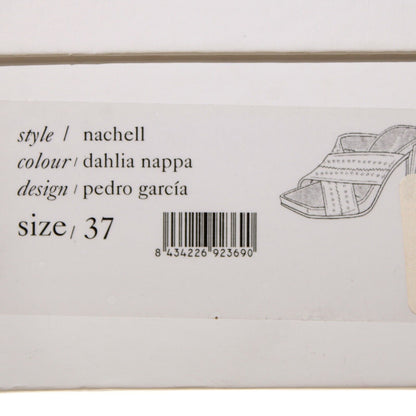 style / nachell
colour / dahlia nappa
design / pedro garcía
size / 37
8 434226 923690